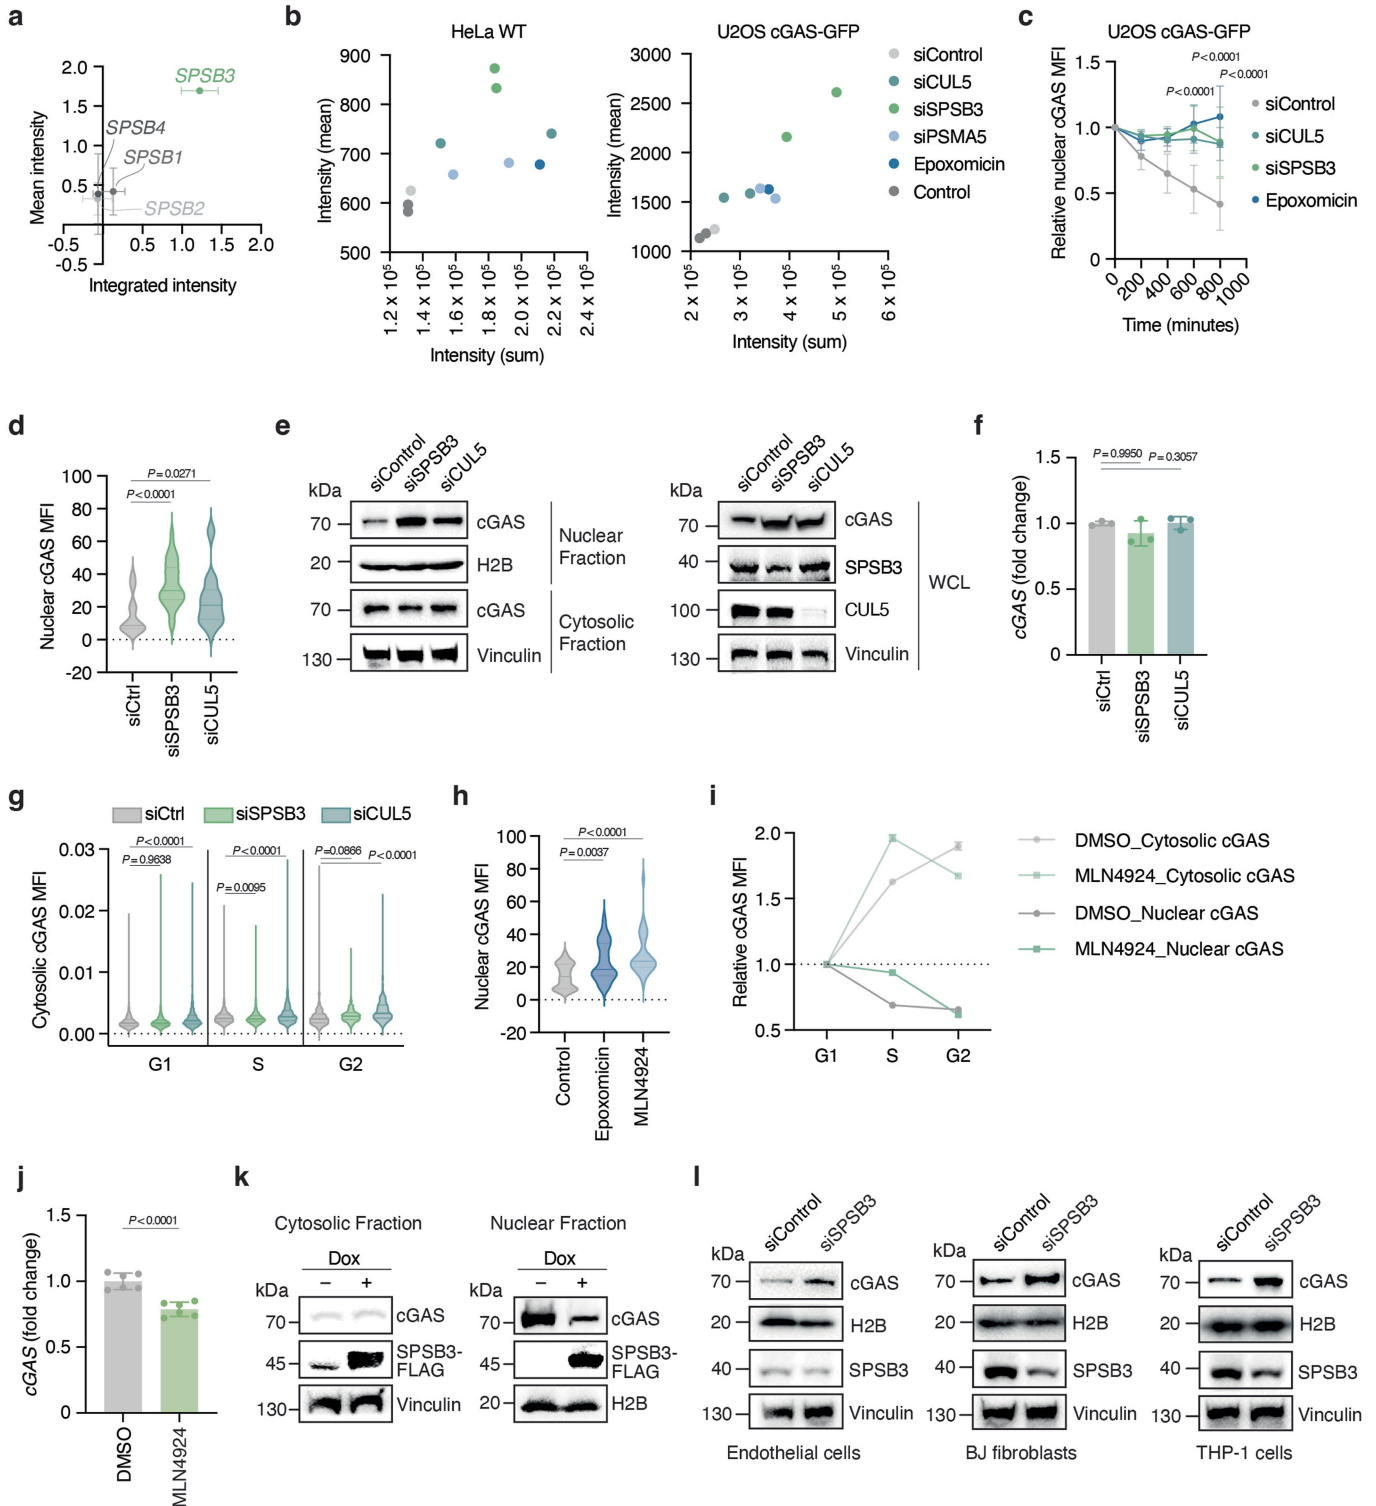 a
2.0
1.5
1.0
0.5
-0.5
-0.5
0.5
1.0
1.5
2.0
Mean intensity
Integrated intensity
SPSB3
SPSB4
SPSB1
SPSB2
b
HeLa WT
900
800
700
600
500
Intensity (mean)
1.2 x 10⁵
1.4 x 10⁵
1.6 x 10⁵
1.8 x 10⁵
2.0 x 10⁵
2.2 x 10⁵
2.4 x 10⁵
Intensity (sum)
U2OS cGAS-GFP
3000
2500
2000
1500
1000
Intensity (mean)
2 x 10⁵
3 x 10⁵
4 x 10⁵
5 x 10⁵
6 x 10⁵
Intensity (sum)
siControl
siCUL5
siSPSB3
siPSMA5
Epoxomicin
Control
c
U2OS cGAS-GFP
Relative nuclear cGAS MFI
1.5
1.0
0.5
0
P<0.0001
P<0.0001
P<0.0001
0
200
400
600
800
1000
Time (minutes)
siControl
siCUL5
siSPSB3
Epoxomicin
d
Nuclear cGAS MFI
100
80
60
40
20
0
-20
P=0.0271
P<0.0001
siCtrl
siSPSB3
siCUL5
e
siControl
siSPSB3
siCUL5
kDa
70
cGAS
20
H2B
Nuclear
Fraction
70
cGAS
130
Vinculin
Cytosolic
Fraction
siControl
siSPSB3
siCUL5
kDa
70
cGAS
40
SPSB3
100
CUL5
130
Vinculin
WCL
f
cGAS (fold change)
1.5
1.0
0.5
0
P=0.9950
P=0.3057
siCtrl
siSPSB3
siCUL5
g
siCtrl
siSPSB3
siCUL5
Cytosolic cGAS MFI
0.03
0.02
0.01
0.00
P<0.0001
P=0.9638
P<0.0001
P=0.0095
P=0.0866
P<0.0001
G1
S
G2
h
Nuclear cGAS MFI
100
80
60
40
20
0
-20
P<0.0001
P=0.0037
Control
Epoxomicin
MLN4924
i
Relative cGAS MFI
2.0
1.5
1.0
0.5
G1
S
G2
DMSO_Cytosolic cGAS
MLN4924_Cytosolic cGAS
DMSO_Nuclear cGAS
MLN4924_Nuclear cGAS
j
cGAS (fold change)
1.5
1.0
0.5
0
P<0.0001
DMSO
MLN4924
k
Cytosolic Fraction
Dox
kDa
–
+
70
cGAS
45
SPSB3-
FLAG
130
Vinculin
Nuclear Fraction
Dox
kDa
–
+
70
cGAS
45
SPSB3-
FLAG
20
H2B
l
siControl
siSPSB3
kDa
70
cGAS
20
H2B
40
SPSB3
130
Vinculin
Endothelial cells
siControl
siSPSB3
kDa
70
cGAS
20
H2B
40
SPSB3
130
Vinculin
BJ fibroblasts
siControl
siSPSB3
kDa
70
cGAS
20
H2B
40
SPSB3
130
Vinculin
THP-1 cells